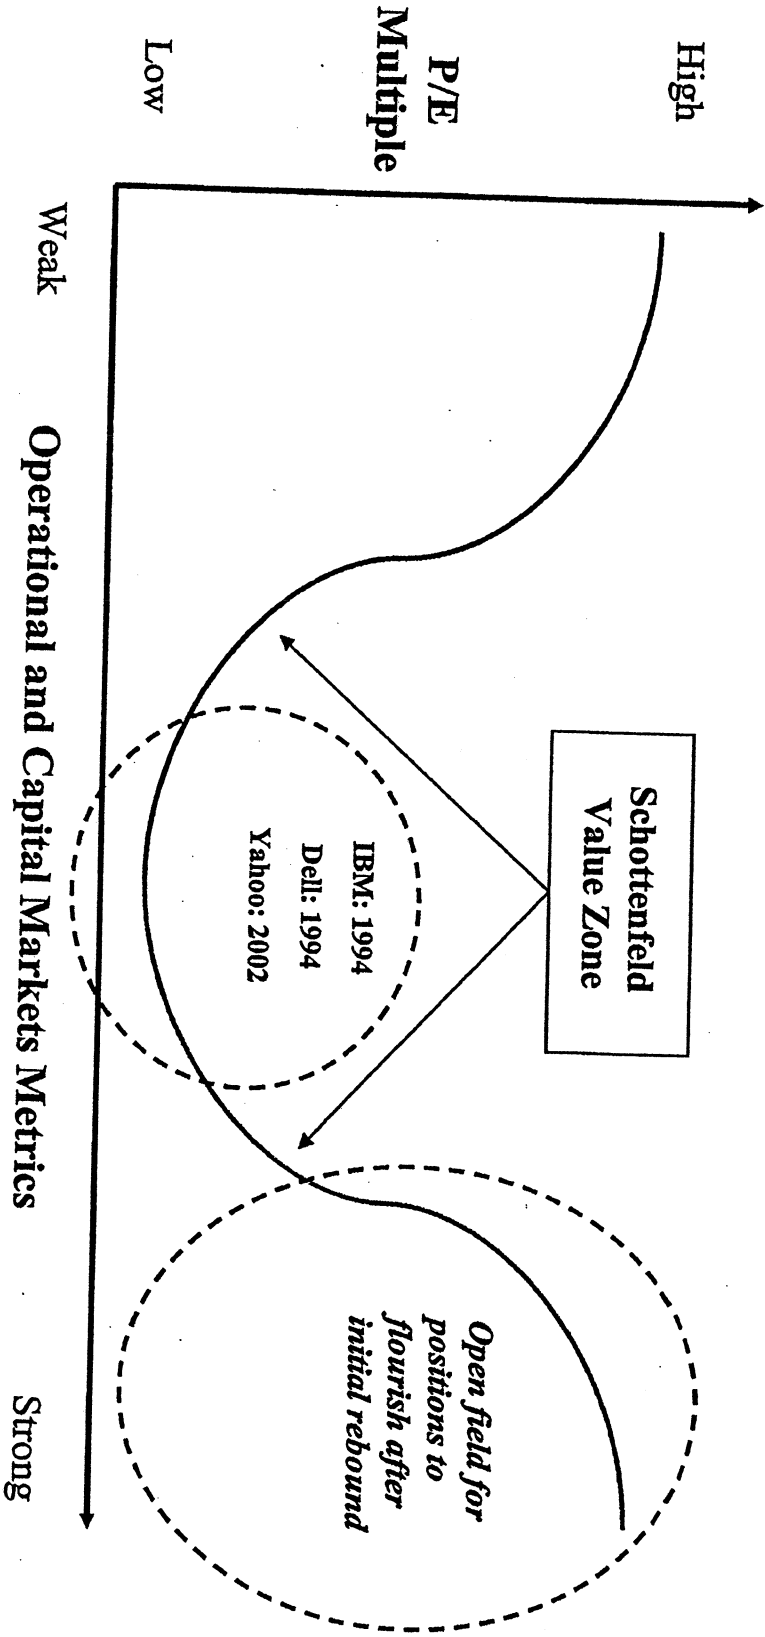 High
P/E
Multiple
Low
Schottenfeld
Value Zone
IBM: 1994
Dell: 1994
Yahoo: 2002
Open field for
positions to
flourish after
initial rebound
Weak
Operational and Capital Markets Metrics
Strong